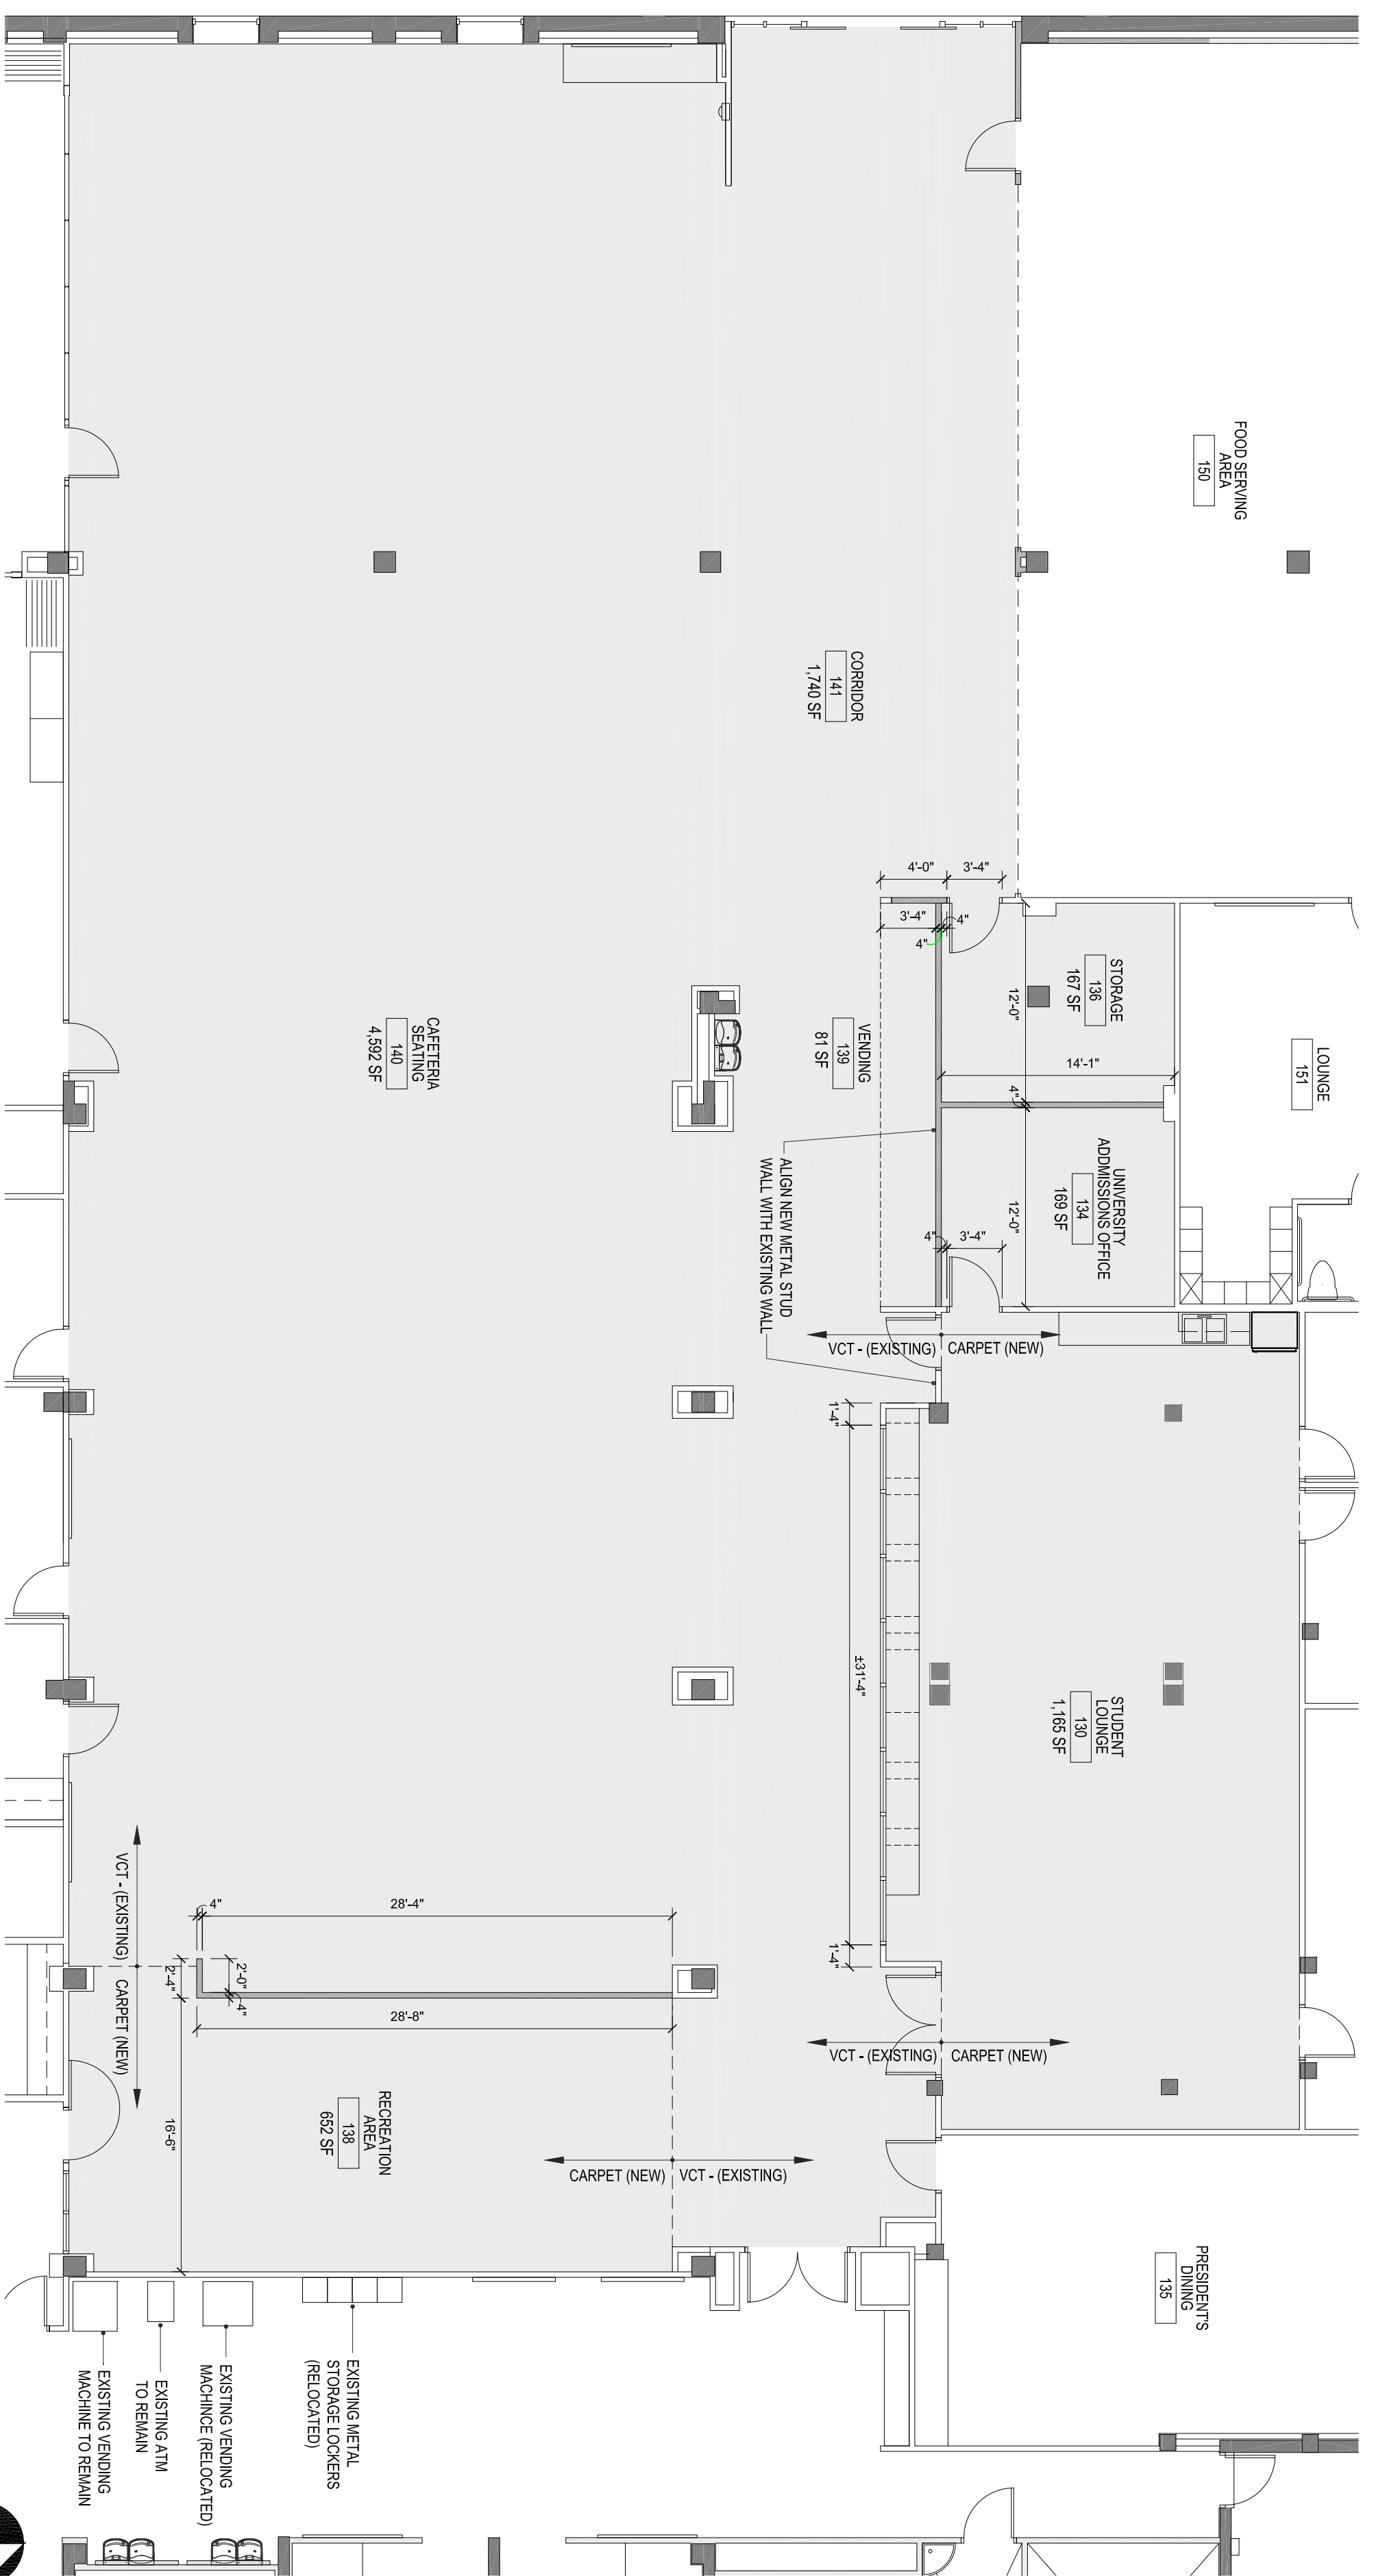 FOOD SERVING
AREA
150
CORRIDOR
141
1,740 SF
4'-0"
3'-4"
3'-4"
4"
4"
STORAGE
136
167 SF
12'-0"
14'-1"
4"
LOUNGE
151
VENDING
139
81 SF
CAFETERIA
SEATING
140
4,592 SF
UNIVERSITY
ADDMISSIONS OFFICE
134
169 SF
12'-0"
4"
3'-4"
ALIGN NEW METAL STUD
WALL WITH EXISTING WALL
VCT - (EXISTING)
CARPET (NEW)
1'-4"
±31'-4"
1'-4"
STUDENT
LOUNGE
130
1,165 SF
VCT - (EXISTING)
CARPET (NEW)
4"
28'-4"
2'-0"
2'-4"
4"
28'-8"
16'-6"
VCT - (EXISTING)
CARPET (NEW)
RECREATION
AREA
138
652 SF
CARPET (NEW)
VCT - (EXISTING)
PRESIDENT'S
DINING
135
EXISTING METAL
STORAGE LOCKERS
(RELOCATED)
EXISTING VENDING
MACHINCE (RELOCATED)
EXISTING ATM
TO REMAIN
EXISTING VENDING
MACHINE TO REMAIN